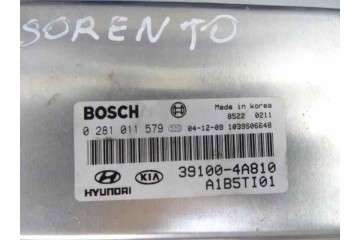 SORENTO
BOSCH
Made in korea
8522 0211
0 281 011 579 04-12-09 1039S06648
39100-4A810
HYUNDAI KIA A1B5TI01